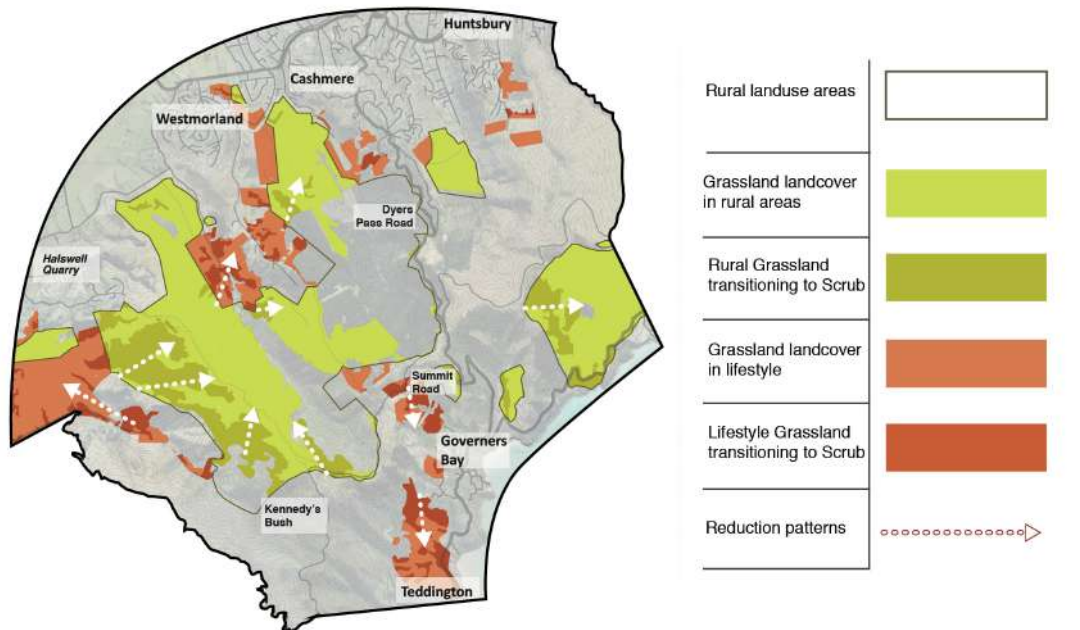 Huntsbury
Cashmere
Westmorland
Dyers
Pass Road
Halswell
Quarry
Summit
Road
Governers
Bay
Kennedy's
Bush
Teddington
Rural landuse areas
Grassland landcover
in rural areas
Rural Grassland
transitioning to Scrub
Grassland landcover
in lifestyle
Lifestyle Grassland
transitioning to Scrub
Reduction patterns